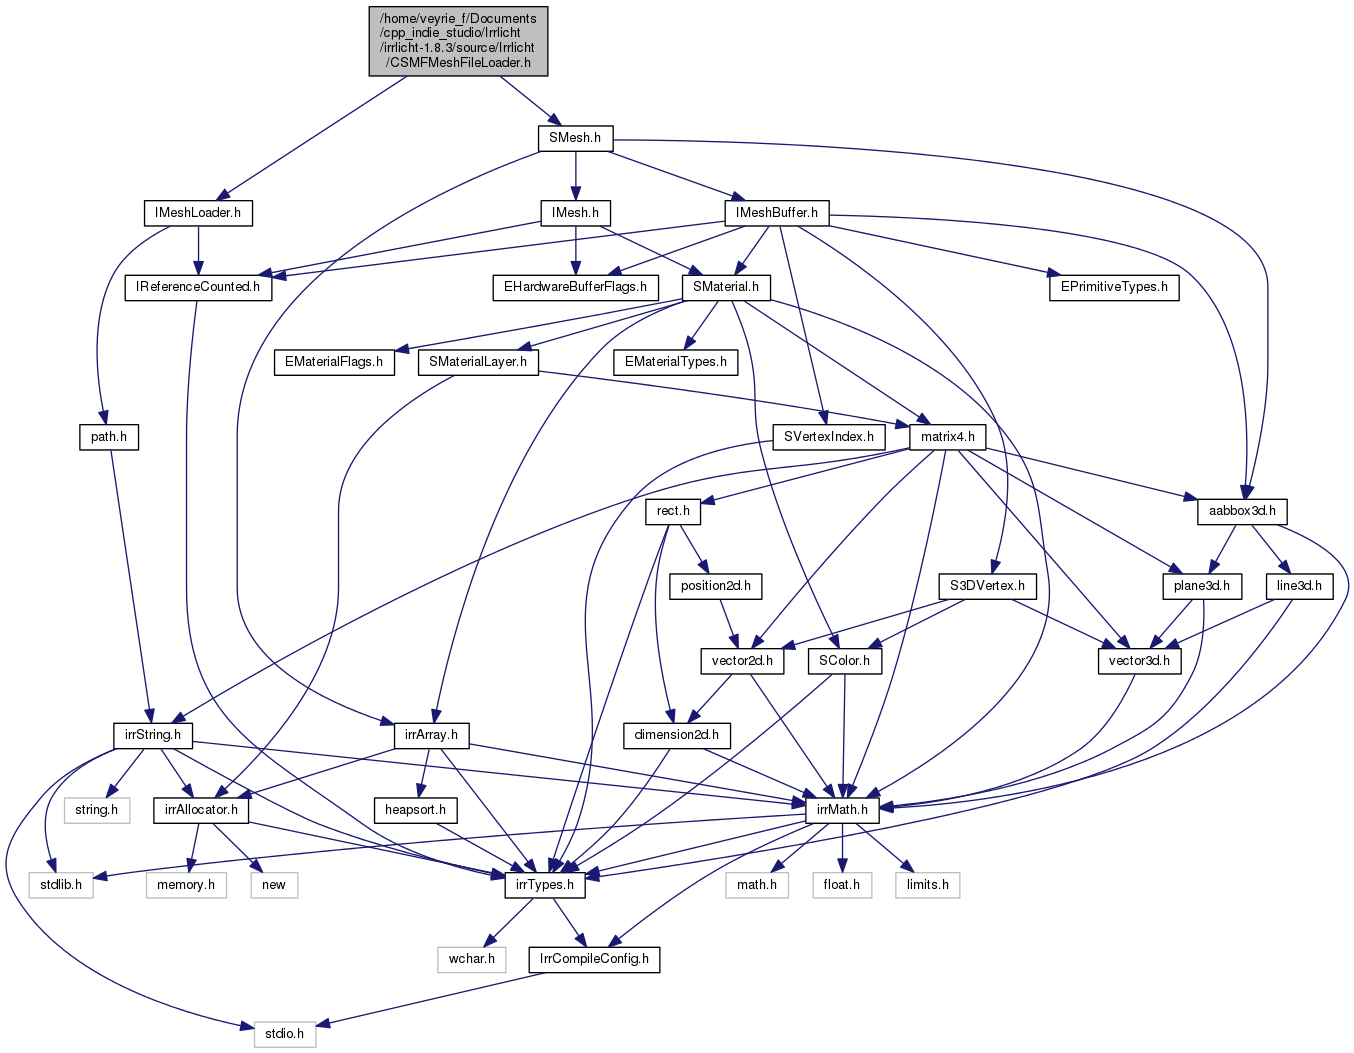 /home/veyrie_f/Documents
/cpp_indie_studio/Irrlicht
/irrlicht-1.8.3/source/Irrlicht
/CSMFMeshFileLoader.h
SMesh.h
IMeshLoader.h
IMesh.h
IMeshBuffer.h
IReferenceCounted.h
EHardwareBufferFlags.h
SMaterial.h
EPrimitiveTypes.h
EMaterialFlags.h
SMaterialLayer.h
EMaterialTypes.h
path.h
SVertexIndex.h
matrix4.h
rect.h
aabbox3d.h
position2d.h
S3DVertex.h
plane3d.h
line3d.h
vector2d.h
SColor.h
vector3d.h
irrString.h
irrArray.h
dimension2d.h
string.h
irrAllocator.h
heapsort.h
irrMath.h
stdlib.h
memory.h
new
irrTypes.h
math.h
float.h
limits.h
wchar.h
IrrCompileConfig.h
stdio.h